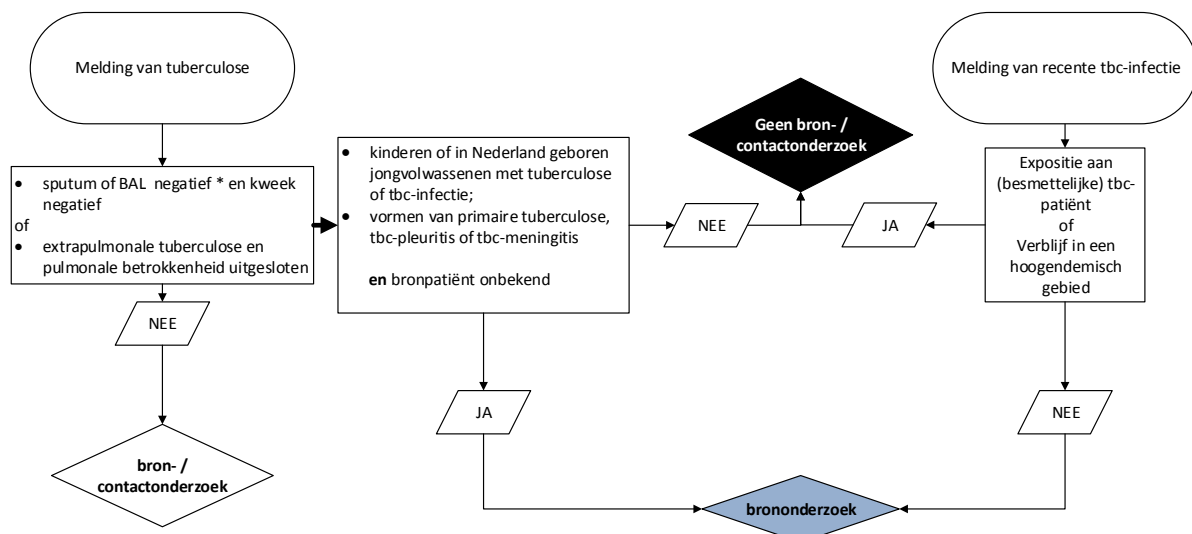 Melding van tuberculose
Melding van recente tbc-infectie
Geen bron- /
contactonderzoek
• sputum of BAL negatief * en kweek
negatief
of
• extrapulmonale tuberculose en
pulmonale betrokkenheid uitgesloten
• kinderen of in Nederland geboren
jongvolwassenen met tuberculose
of tbc-infectie;
• vormen van primaire tuberculose,
tbc-pleuritis of tbc-meningitis
en bronpatiënt onbekend
NEE
JA
Expositie aan
(besmettelijke) tbc-
patiënt
of
Verblijf in een
hoogendemisch
gebied
NEE
JA
NEE
bron- /
contactonderzoek
brononderzoek